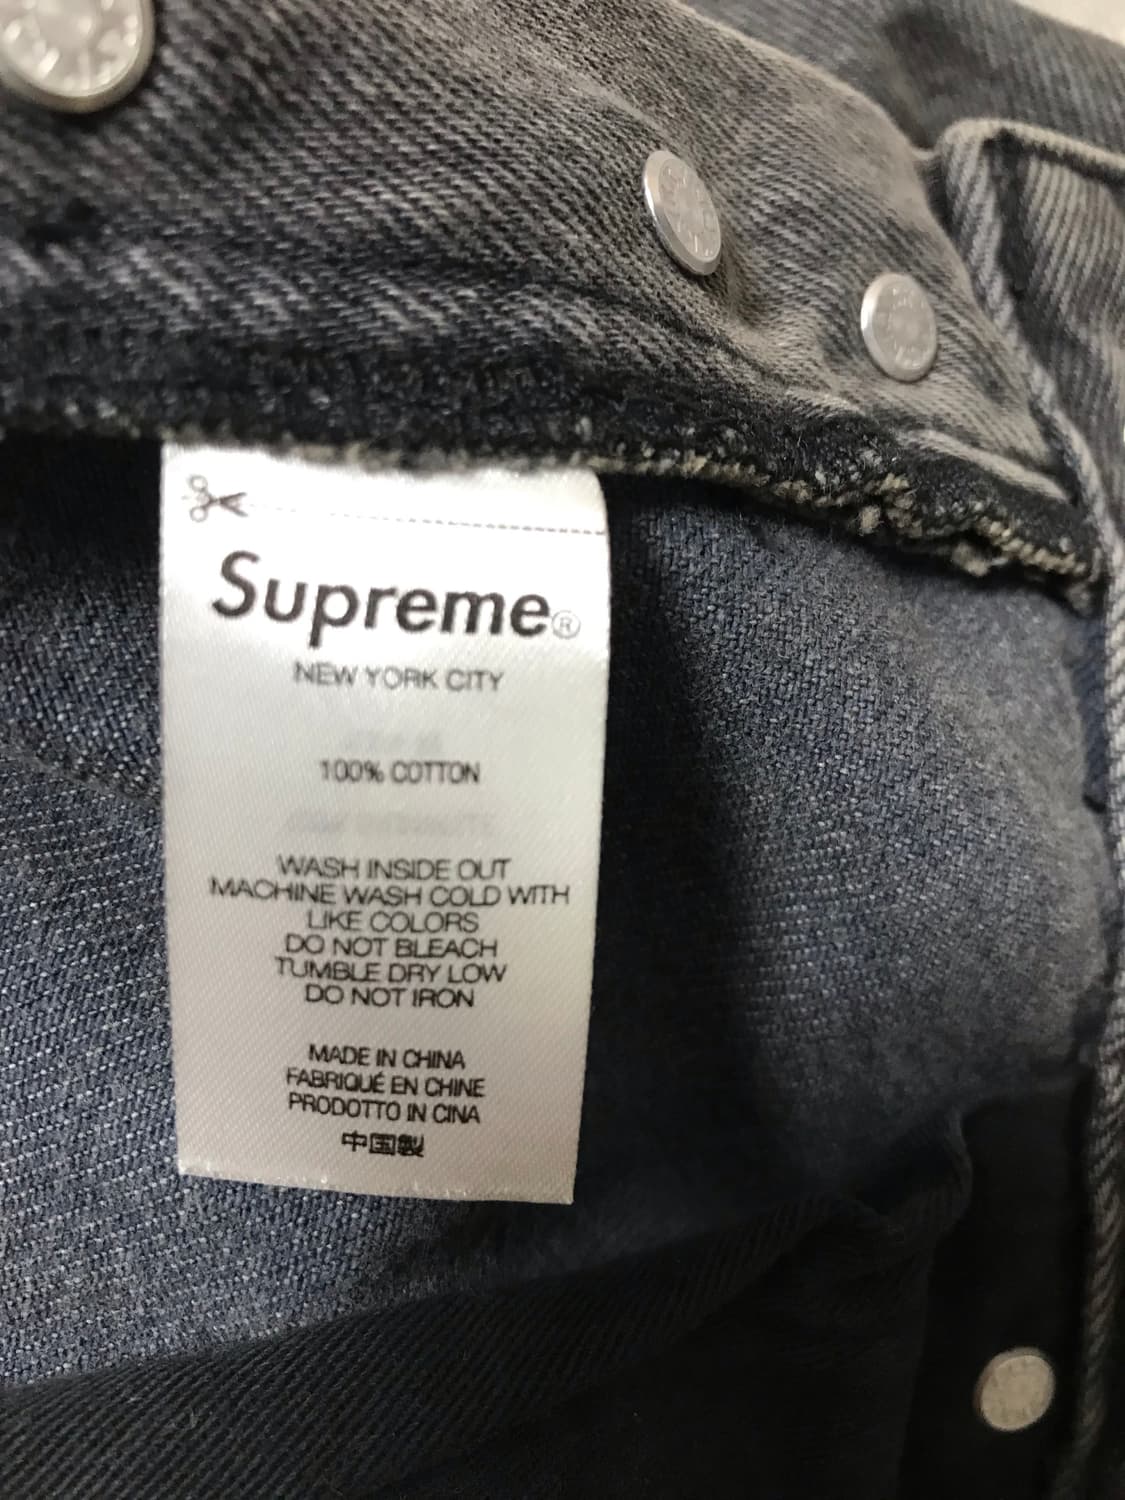 Supreme®
NEW YORK CITY
100% COTTON
WASH INSIDE OUT
MACHINE WASH COLD WITH
LIKE COLORS
DO NOT BLEACH
TUMBLE DRY LOW
DO NOT IRON
MADE IN CHINA
FABRIQUÉ EN CHINE
PRODOTTO IN CINA
中国製